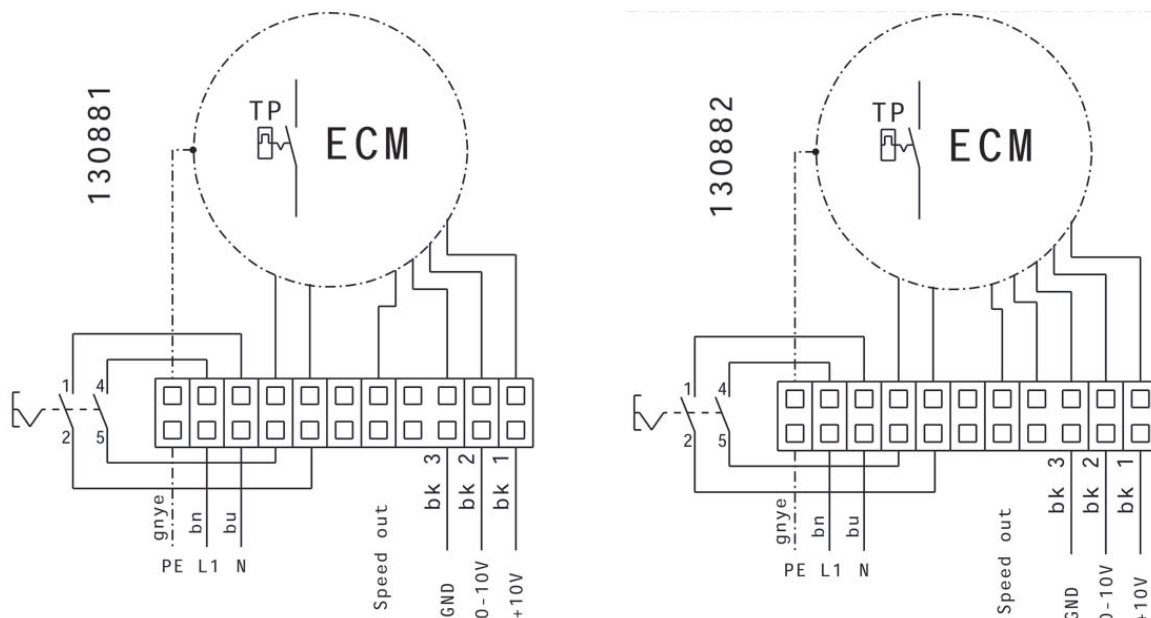 130881
TP
ECM
1
4
2
5
gnye
bn
bu
PE
L1
N
Speed out
bk 3
bk 2
bk 1
GND
0-10V
+10V
130882
TP
ECM
1
4
2
5
gnye
bn
bu
PE
L1
N
Speed out
bk 3
bk 2
bk 1
GND
0-10V
+10V